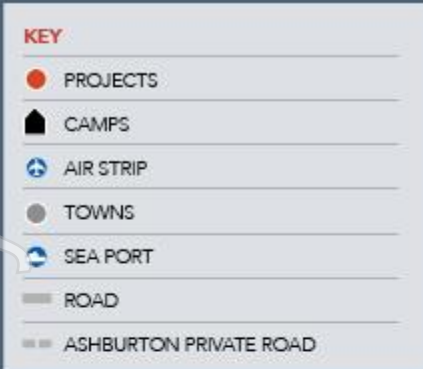 KEY
PROJECTS
CAMPS
AIR STRIP
TOWNS
SEA PORT
ROAD
ASHBURTON PRIVATE ROAD